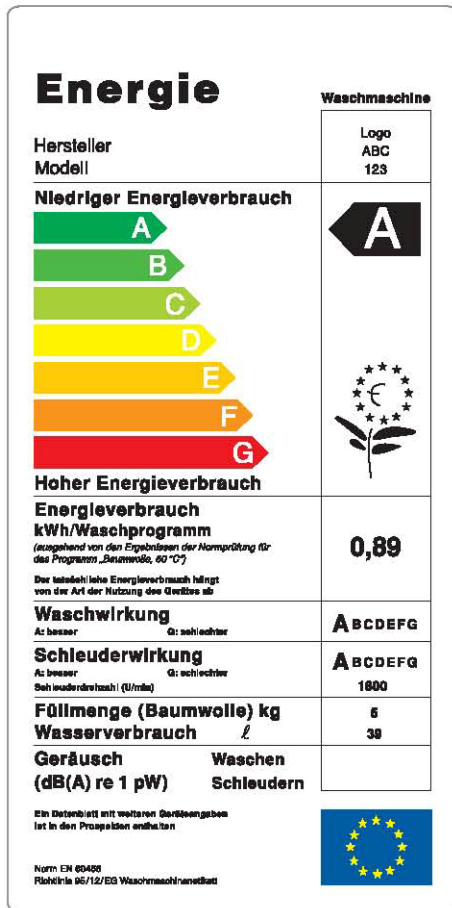 Energie
Waschmaschine
Hersteller
Modell
Logo
ABC
123
Niedriger Energieverbrauch
A
A
B
C
D
E
F
G
Hoher Energieverbrauch
Energieverbrauch
kWh/Waschprogramm
(ausgehend von den Ergebnissen der Normprüfung für
das Programm „Baumwolle, 60 °C“)
0,89
Der tatsächliche Energieverbrauch hängt
von der Art der Nutzung des Gerätes ab
Waschwirkung
A: besser G: schlechter
A BCDEFG
Schleuderwirkung
A: besser G: schlechter
Schleuderdrehzahl (U/min)
A BCDEFG
1600
Füllmenge (Baumwolle) kg
5
Wasserverbrauch ℓ
39
Geräusch Waschen
(dB(A) re 1 pW) Schleudern
Ein Datenblatt mit weiteren Geräteangaben
ist in den Prospekten enthalten
Norm EN 60456
Richtlinie 95/12/EG Waschmaschinenetikett